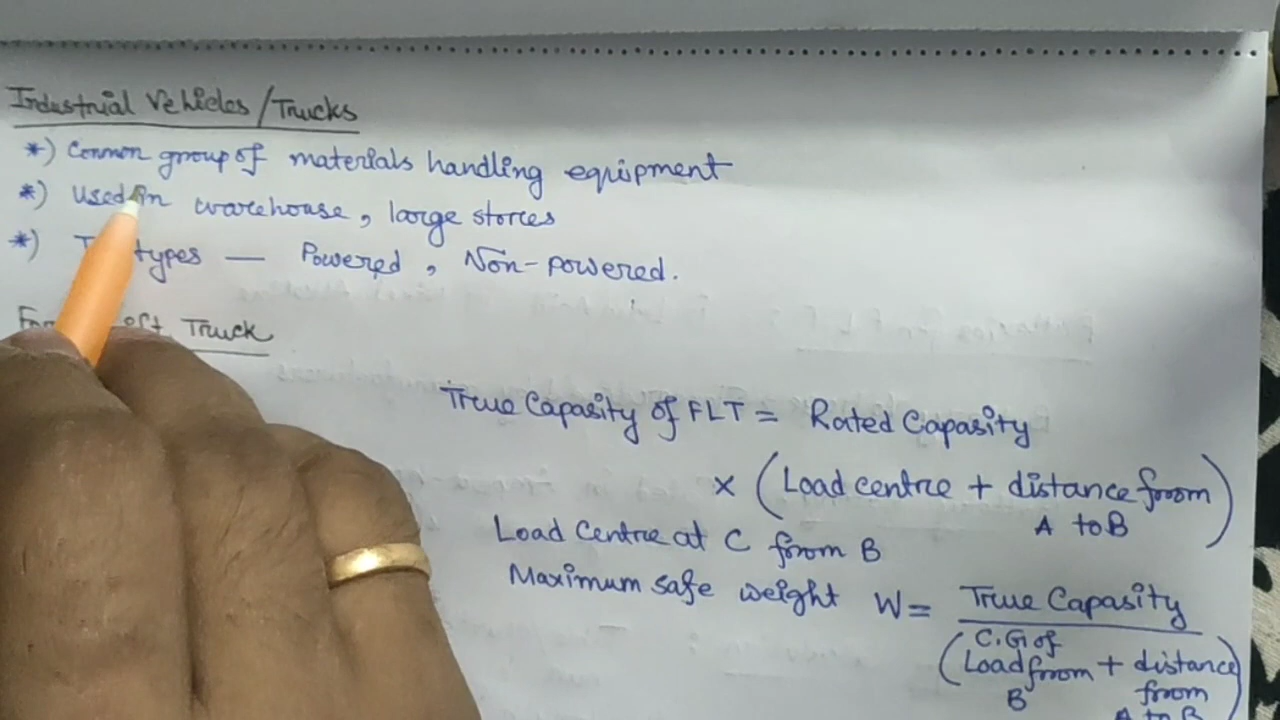 Industrial Vehicles/Trucks
*) Common group of materials handling equipment
*) Used in warehouse, large stores
*) types — Powered, Non-powered.
Truck
True Capasity of FLT = Rated Capasity
× (Load centre + distance from
A to B)
Load Centre at C from B
Maximum safe weight W = True Capasity
(C.G of
Load from + distance
B from
A to B)